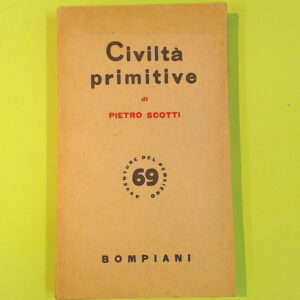 Civiltà
primitive
di
PIETRO SCOTTI
AVVENTURE DEL PENSIERO
69
BOMPIANI